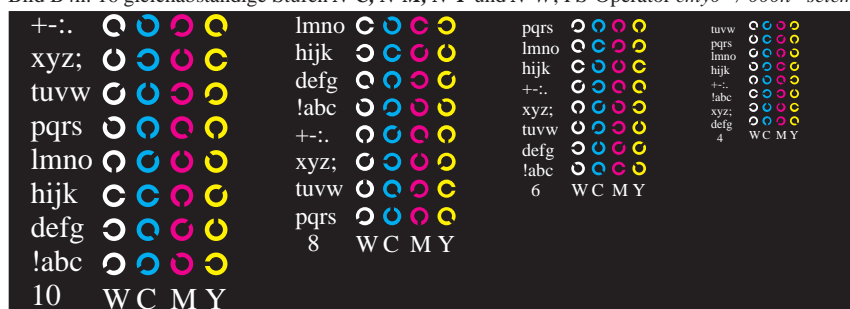 +-:.
xyz;
tuvw
pqrs
lmno
hijk
defg
!abc
10 W C M Y
lmno
hijk
defg
!abc
+-:.
xyz;
tuvw
pqrs
8 W C M Y
pqrs
lmno
hijk
+-:.
xyz;
tuvw
defg
!abc
6 W C M Y
tuvw
pqrs
lmno
hijk
+-:.
!abc
xyz;
defg
4 W C M Y